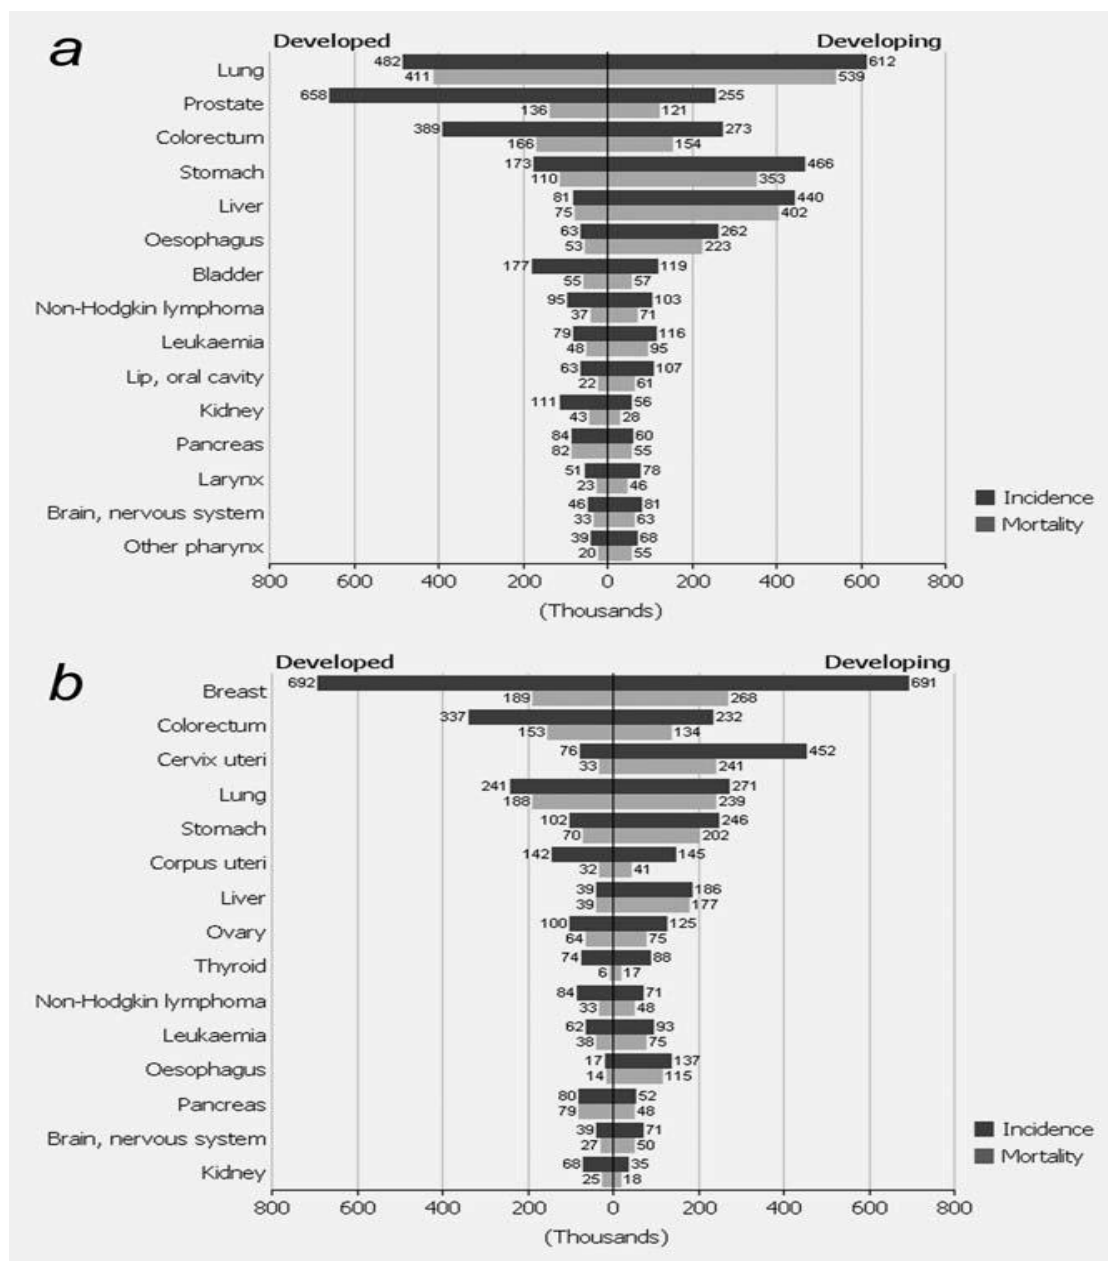 a
Developed Developing
Lung 482 612
411 539
Prostate 658 255
136 121
Colorectum 389 273
166 154
Stomach 173 466
110 353
Liver 81 440
75 402
Oesophagus 63 262
53 223
Bladder 177 119
55 57
Non-Hodgkin lymphoma 95 103
37 71
Leukaemia 79 116
48 95
Lip, oral cavity 63 107
22 61
Kidney 111 56
43 28
Pancreas 84 60
82 55
Larynx 51 78
23 46
Brain, nervous system 46 81
33 63
Other pharynx 39 68
20 55
Incidence
Mortality
800 600 400 200 0 200 400 600 800
(Thousands)
b
Developed Developing
Breast 692 691
189 268
Colorectum 337 232
153 134
Cervix uteri 76 452
33 241
Lung 241 271
188 239
Stomach 102 246
70 202
Corpus uteri 142 145
32 41
Liver 39 186
39 177
Ovary 100 125
64 75
Thyroid 74 88
6 17
Non-Hodgkin lymphoma 84 71
33 48
Leukaemia 62 93
38 75
Oesophagus 17 137
14 115
Pancreas 80 52
79 48
Brain, nervous system 39 71
27 50
Kidney 68 35
25 18
Incidence
Mortality
800 600 400 200 0 200 400 600 800
(Thousands)